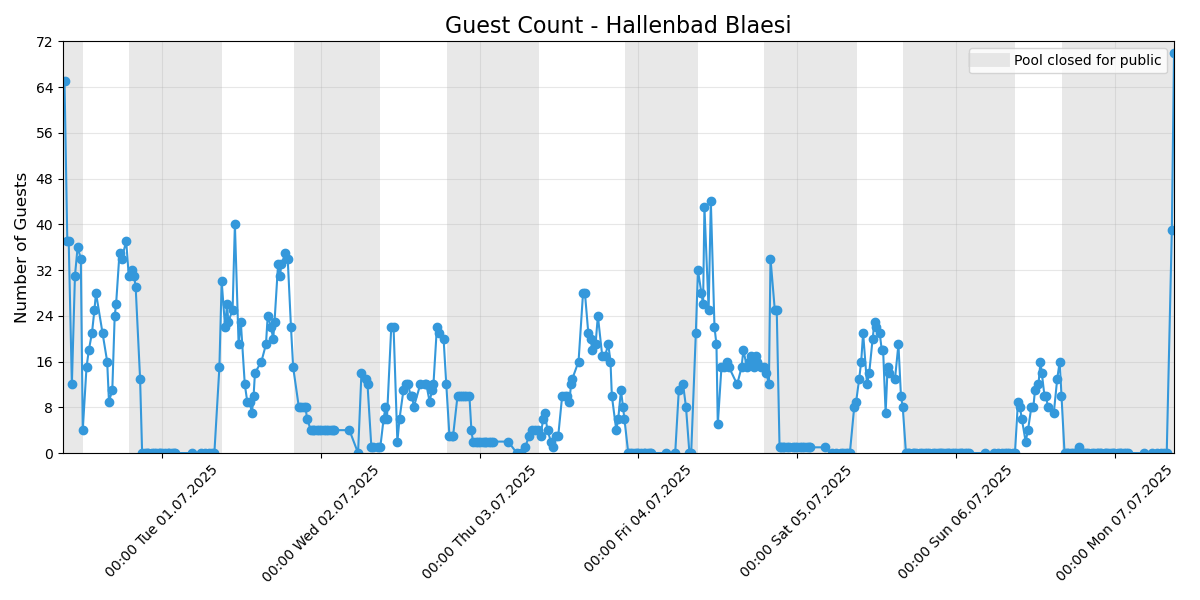 Guest Count - Hallenbad Blaesi
Pool closed for public
Number of Guests
72
64
56
48
40
32
24
16
8
0
00:00 Tue 01.07.2025
00:00 Wed 02.07.2025
00:00 Thu 03.07.2025
00:00 Fri 04.07.2025
00:00 Sat 05.07.2025
00:00 Sun 06.07.2025
00:00 Mon 07.07.2025